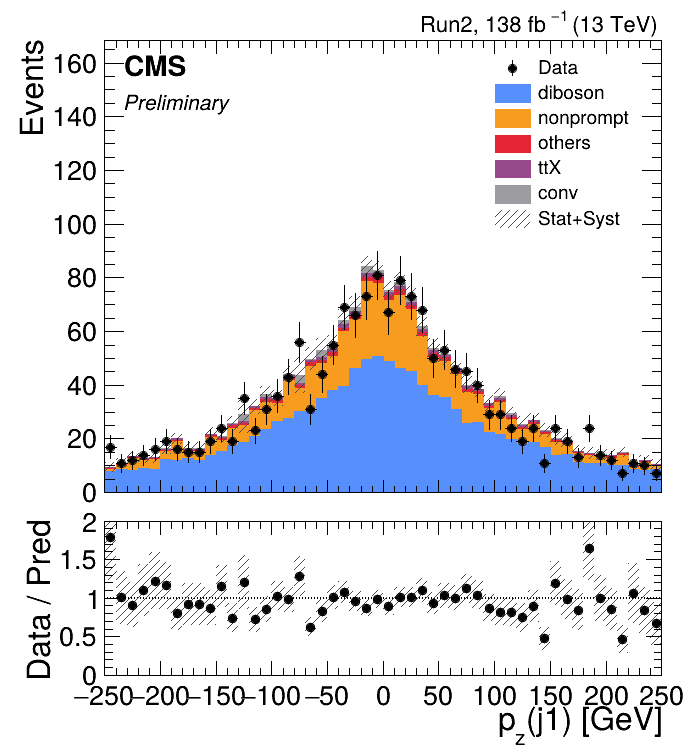 Run2, 138 fb⁻¹ (13 TeV)
Events
160
140
120
100
80
60
40
20
0
CMS
Preliminary
Data
diboson
nonprompt
others
ttX
conv
Stat+Syst
Data / Pred
2
1.5
1
0.5
0
−250 −200 −150 −100 −50 0 50 100 150 200 250
p_z(j1) [GeV]